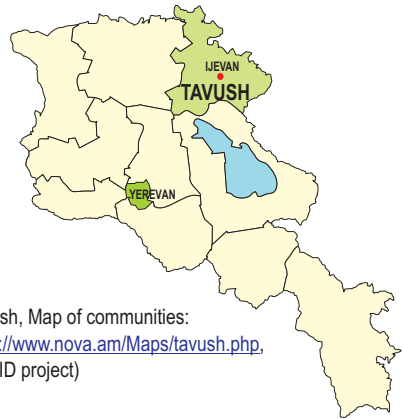 IJEVAN
TAVUSH
YEREVAN
sh, Map of communities:
://www.nova.am/Maps/tavush.php,
ID project)